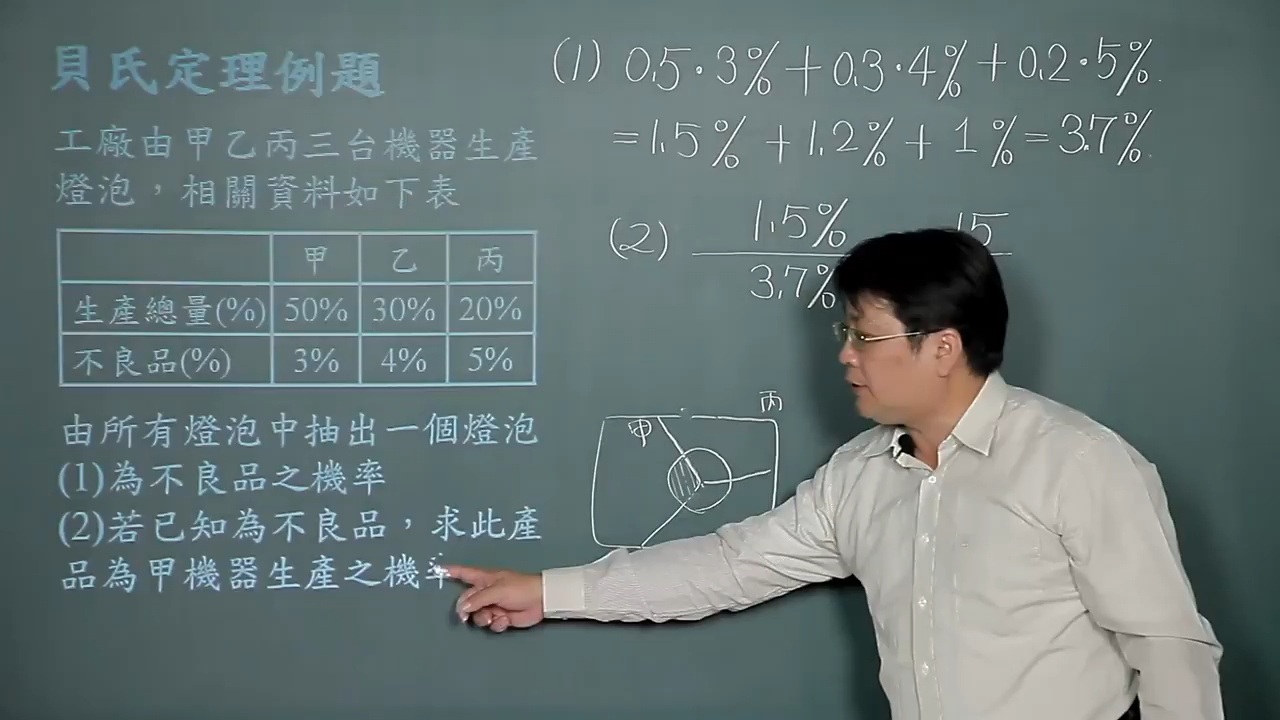 貝氏定理例題
工廠由甲乙丙三台機器生產
燈泡，相關資料如下表
甲 乙 丙
生產總量(%) 50% 30% 20%
不良品(%) 3% 4% 5%
由所有燈泡中抽出一個燈泡
(1)為不良品之機率
(2)若已知為不良品，求此產
品為甲機器生產之機率
(1) 0.5·3%+0.3·4%+0.2·5%
=1.5%+1.2%+1%=3.7%
(2) 1.5% 15
3.7%
丙
甲